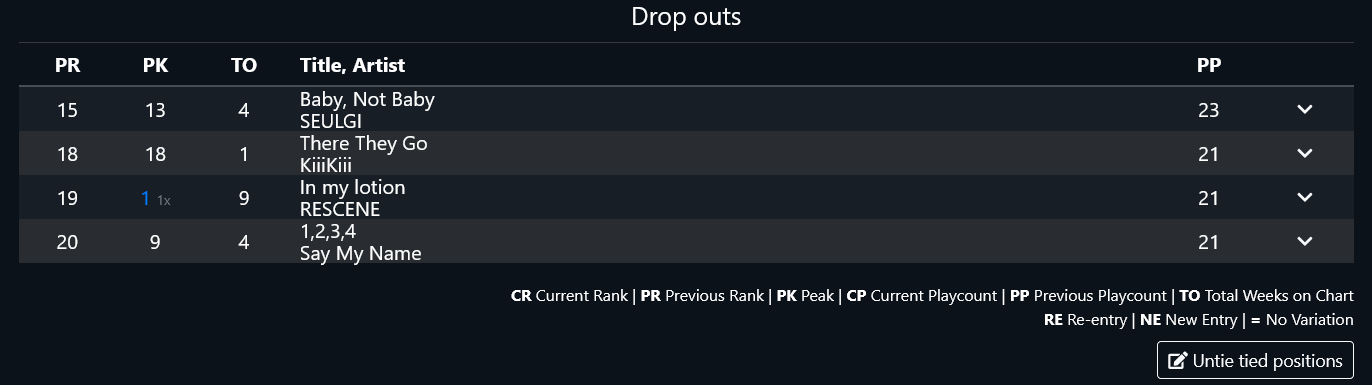 Drop outs
PR PK TO Title, Artist PP
15 13 4 Baby, Not Baby 23
SEULGI
18 18 1 There They Go 21
KiiiKiii
19 1 1x 9 In my lotion 21
RESCENE
20 9 4 1,2,3,4 21
Say My Name
CR Current Rank | PR Previous Rank | PK Peak | CP Current Playcount | PP Previous Playcount | TO Total Weeks on Chart
RE Re-entry | NE New Entry | = No Variation
Untie tied positions